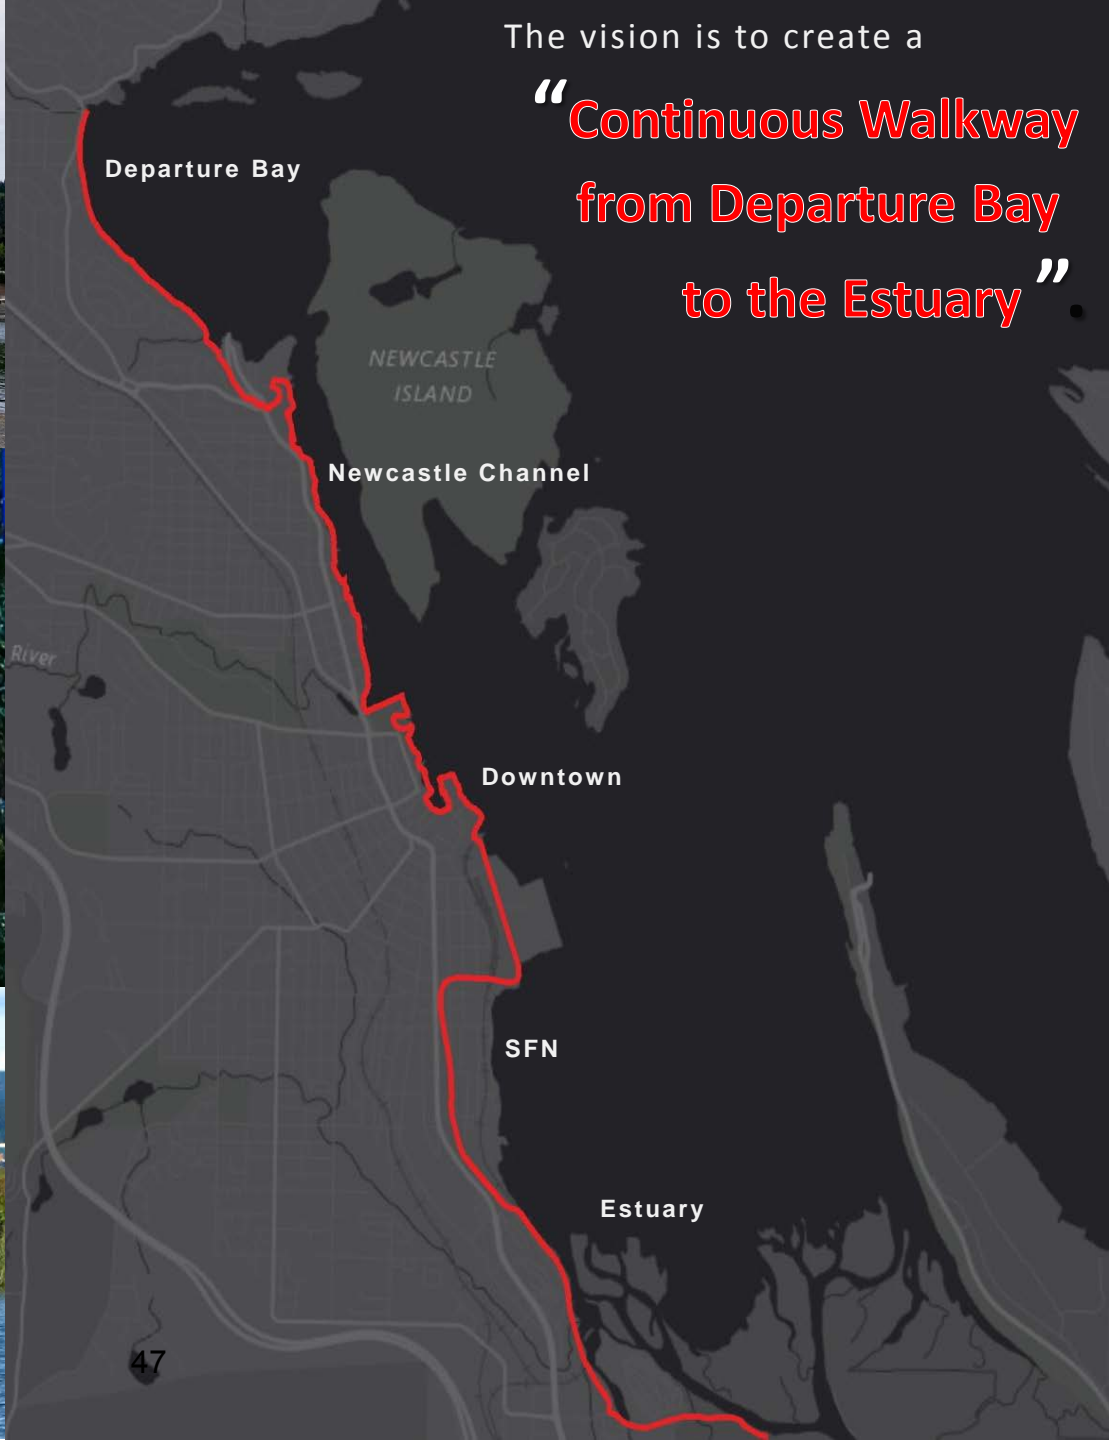 The vision is to create a
“Continuous Walkway
from Departure Bay
to the Estuary”.
Departure Bay
NEWCASTLE
ISLAND
Newcastle Channel
River
Downtown
SFN
Estuary
47